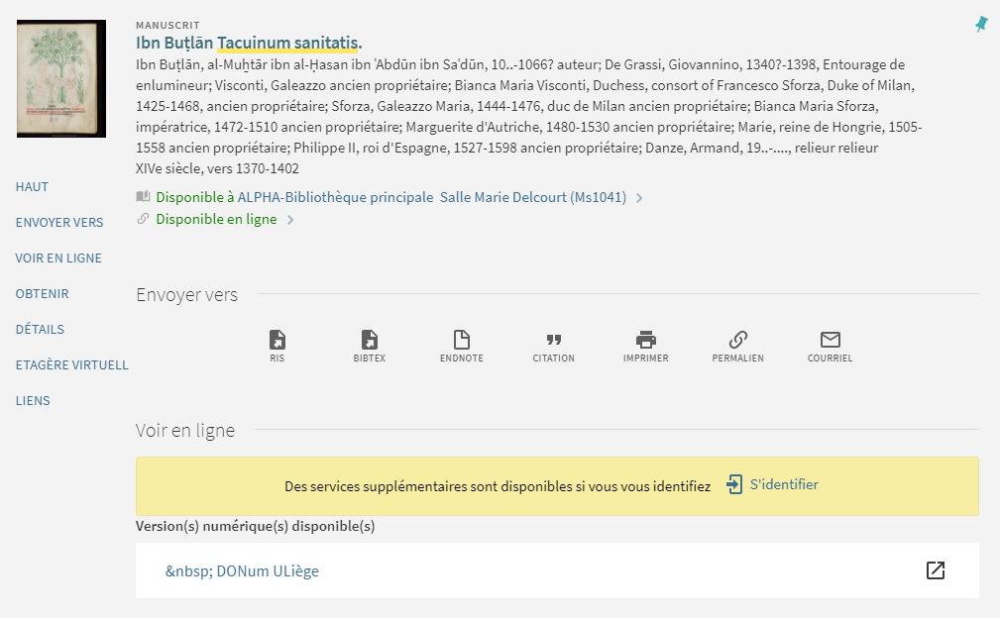 MANUSCRIT
Ibn Buṭlān Tacuinum sanitatis.
Ibn Buṭlān, al-Muḫtār ibn al-Ḥasan ibn ʿAbdūn ibn Saʿdūn, 10..-1066? auteur; De Grassi, Giovannino, 1340?-1398, Entourage de
enlumineur; Visconti, Galeazzo ancien propriétaire; Bianca Maria Visconti, Duchess, consort of Francesco Sforza, Duke of Milan,
1425-1468, ancien propriétaire; Sforza, Galeazzo Maria, 1444-1476, duc de Milan ancien propriétaire; Bianca Maria Sforza,
impératrice, 1472-1510 ancien propriétaire; Marguerite d'Autriche, 1480-1530 ancien propriétaire; Marie, reine de Hongrie, 1505-
1558 ancien propriétaire; Philippe II, roi d'Espagne, 1527-1598 ancien propriétaire; Danze, Armand, 19..-...., relieur relieur
XIVe siècle, vers 1370-1402
Disponible à ALPHA-Bibliothèque principale Salle Marie Delcourt (Ms1041)
Disponible en ligne
HAUT
ENVOYER VERS
VOIR EN LIGNE
OBTENIR
DÉTAILS
ETAGÈRE VIRTUELL
LIENS
Envoyer vers
RIS
BIBTEX
ENDNOTE
CITATION
IMPRIMER
PERMALIEN
COURRIEL
Voir en ligne
Des services supplémentaires sont disponibles si vous vous identifiez S'identifier
Version(s) numérique(s) disponible(s)
&nbsp; DONum ULiège